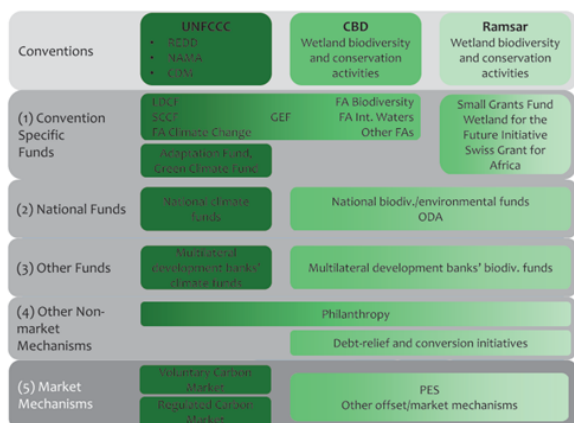 Conventions
UNFCCC
• REDD
• NAMA
• CDM
CBD
Wetland biodiversity
and conservation
activities
Ramsar
Wetland biodiversity
and conservation
activities
(1) Convention
Specific
Funds
LDCF
SCCF
FA Climate Change
GEF
FA Biodiversity
FA Int. Waters
Other FAs
Adaptation Fund,
Green Climate Fund
Small Grants Fund
Wetland for the
Future Initiative
Swiss Grant for
Africa
(2) National Funds
National climate
funds
National biodiv./environmental funds
ODA
(3) Other Funds
Multilateral
development banks'
climate funds
Multilateral development banks' biodiv. funds
(4) Other Non-
market
Mechanisms
Philanthropy
Debt-relief and conversion initiatives
(5) Market
Mechanisms
Voluntary Carbon
Market
Regulated Carbon
Market
PES
Other offset/market mechanisms